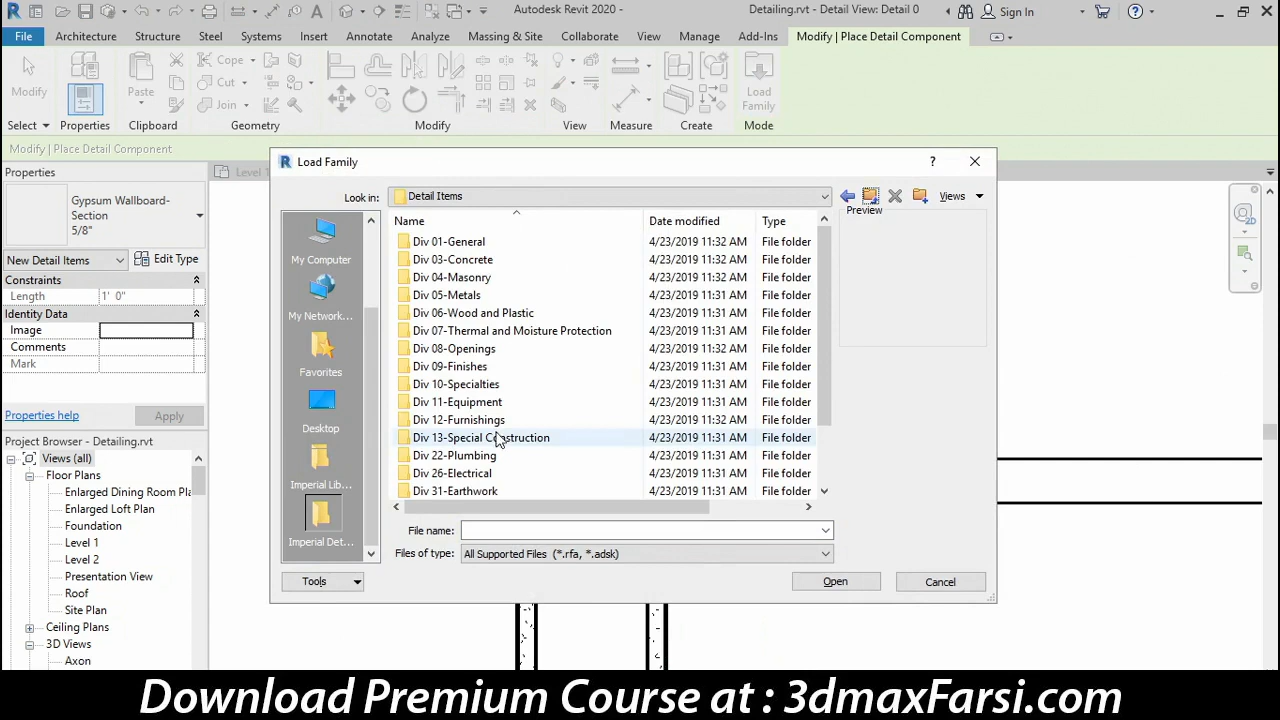 Autodesk Revit 2020 -
Detailing.rvt - Detail View: Detail 0
Sign In
File
Architecture
Structure
Steel
Systems
Insert
Annotate
Analyze
Massing & Site
Collaborate
View
Manage
Add-Ins
Modify | Place Detail Component
Modify
Paste
Cope
Cut
Join
Load
Family
Select
Properties
Clipboard
Geometry
Modify
View
Measure
Create
Mode
Modify | Place Detail Component
Properties
Gypsum Wallboard-
Section
5/8"
New Detail Items
Edit Type
Constraints
Length
1' 0"
Identity Data
Image
Comments
Mark
Properties help
Apply
Project Browser - Detailing.rvt
Views (all)
Floor Plans
Enlarged Dining Room Pla
Enlarged Loft Plan
Foundation
Level 1
Level 2
Presentation View
Roof
Site Plan
Ceiling Plans
3D Views
Axon
Load Family
Look in:
Detail Items
Views
Preview
My Computer
My Network...
Favorites
Desktop
Imperial Lib...
Imperial Det...
Name
Date modified
Type
Div 01-General 4/23/2019 11:32 AM File folder
Div 03-Concrete 4/23/2019 11:32 AM File folder
Div 04-Masonry 4/23/2019 11:32 AM File folder
Div 05-Metals 4/23/2019 11:31 AM File folder
Div 06-Wood and Plastic 4/23/2019 11:31 AM File folder
Div 07-Thermal and Moisture Protection 4/23/2019 11:31 AM File folder
Div 08-Openings 4/23/2019 11:32 AM File folder
Div 09-Finishes 4/23/2019 11:31 AM File folder
Div 10-Specialties 4/23/2019 11:31 AM File folder
Div 11-Equipment 4/23/2019 11:31 AM File folder
Div 12-Furnishings 4/23/2019 11:32 AM File folder
Div 13-Special Construction 4/23/2019 11:31 AM File folder
Div 22-Plumbing 4/23/2019 11:31 AM File folder
Div 26-Electrical 4/23/2019 11:31 AM File folder
Div 31-Earthwork 4/23/2019 11:31 AM File folder
File name:
Files of type:
All Supported Files (*.rfa, *.adsk)
Tools
Open
Cancel
Download Premium Course at : 3dmaxFarsi.com